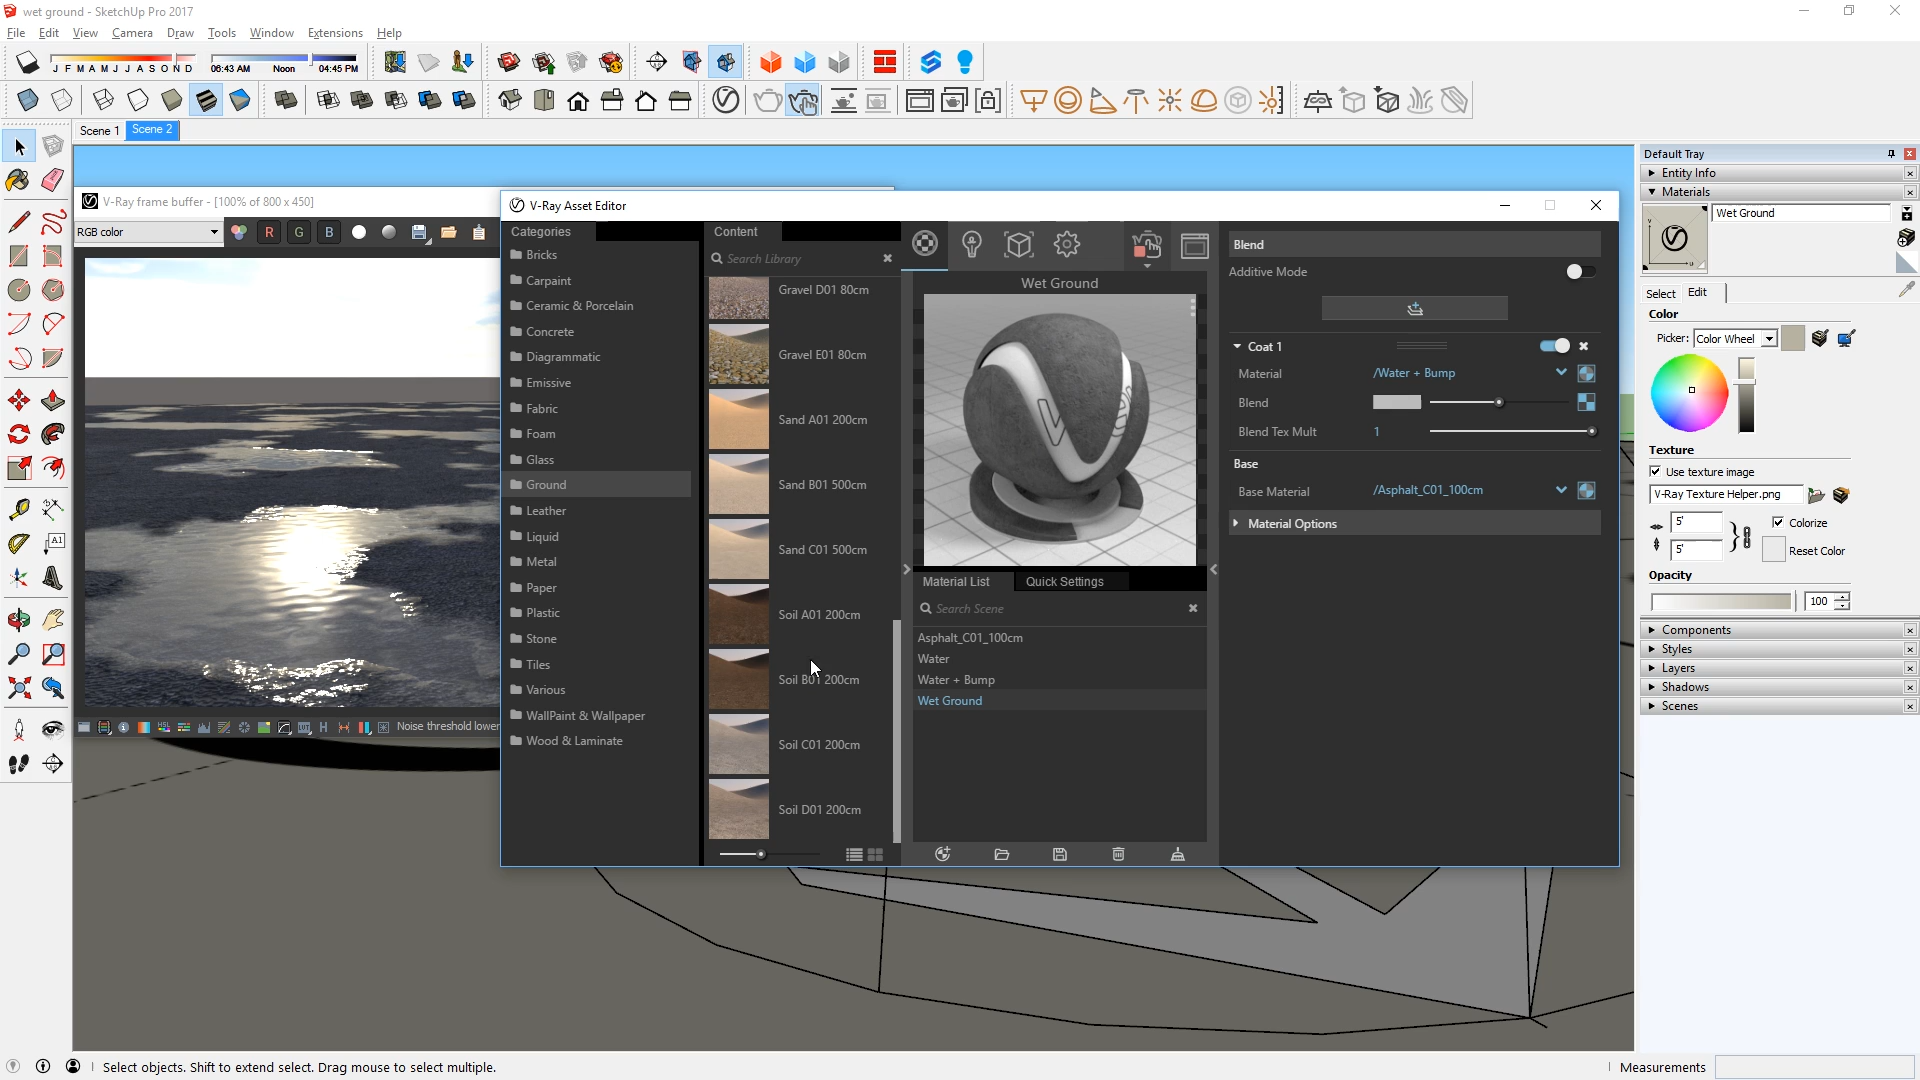 wet ground - SketchUp Pro 2017
File Edit View Camera Draw Tools Window Extensions Help
J F M A M J J A S O N D
06:43 AM Noon 04:45 PM
Scene 1 Scene 2
V-Ray frame buffer - [100% of 800 x 450]
RGB color
R G B
HSL
LUT
H
Noise threshold lower
V-Ray Asset Editor
Categories
Bricks
Carpaint
Ceramic & Porcelain
Concrete
Diagrammatic
Emissive
Fabric
Foam
Glass
Ground
Leather
Liquid
Metal
Paper
Plastic
Stone
Tiles
Various
WallPaint & Wallpaper
Wood & Laminate
Content
Search Library
Gravel D01 80cm
Gravel E01 80cm
Sand A01 200cm
Sand B01 500cm
Sand C01 500cm
Soil A01 200cm
Soil B01 200cm
Soil C01 200cm
Soil D01 200cm
Wet Ground
Material List Quick Settings
Search Scene
Asphalt_C01_100cm
Water
Water + Bump
Wet Ground
Blend
Additive Mode
Coat 1
Material /Water + Bump
Blend
Blend Tex Mult 1
Base
Base Material /Asphalt_C01_100cm
Material Options
Default Tray
Entity Info
Materials
Wet Ground
Select Edit
Color
Picker: Color Wheel
Texture
Use texture image
V-Ray Texture Helper.png
5' Colorize
5' Reset Color
Opacity
100
Components
Styles
Layers
Shadows
Scenes
A1
Select objects. Shift to extend select. Drag mouse to select multiple.
Measurements